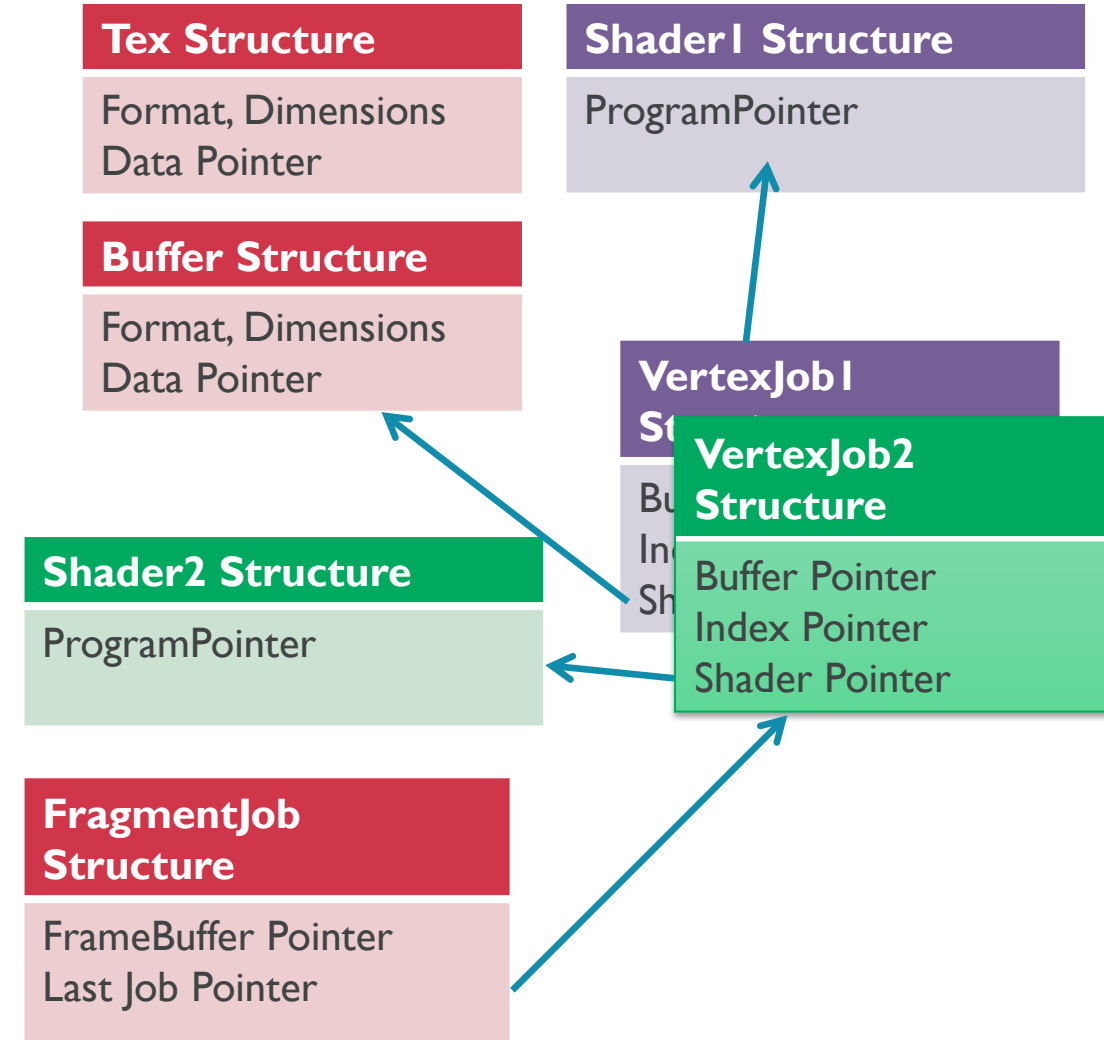 Tex Structure
Format, Dimensions
Data Pointer
Shader1 Structure
ProgramPointer
Buffer Structure
Format, Dimensions
Data Pointer
VertexJob1
VertexJob2
Structure
Buffer Pointer
Index Pointer
Shader Pointer
Shader2 Structure
ProgramPointer
FragmentJob
Structure
FrameBuffer Pointer
Last Job Pointer